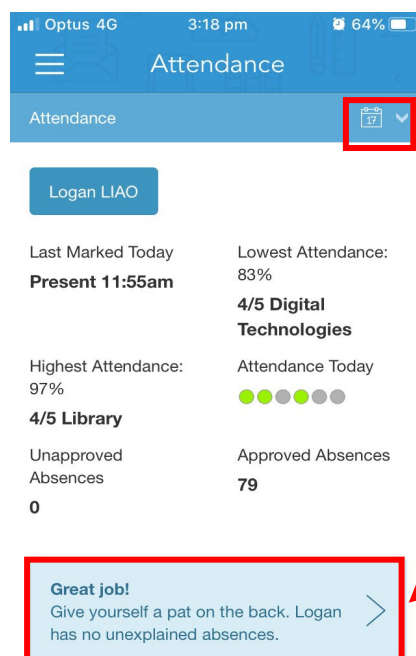 Optus 4G 3:18 pm 64%
Attendance
Attendance 17
Logan LIAO
Last Marked Today
Present 11:55am
Lowest Attendance:
83%
4/5 Digital
Technologies
Highest Attendance:
97%
4/5 Library
Attendance Today
Unapproved
Absences
0
Approved Absences
79
Great job!
Give yourself a pat on the back. Logan
has no unexplained absences.